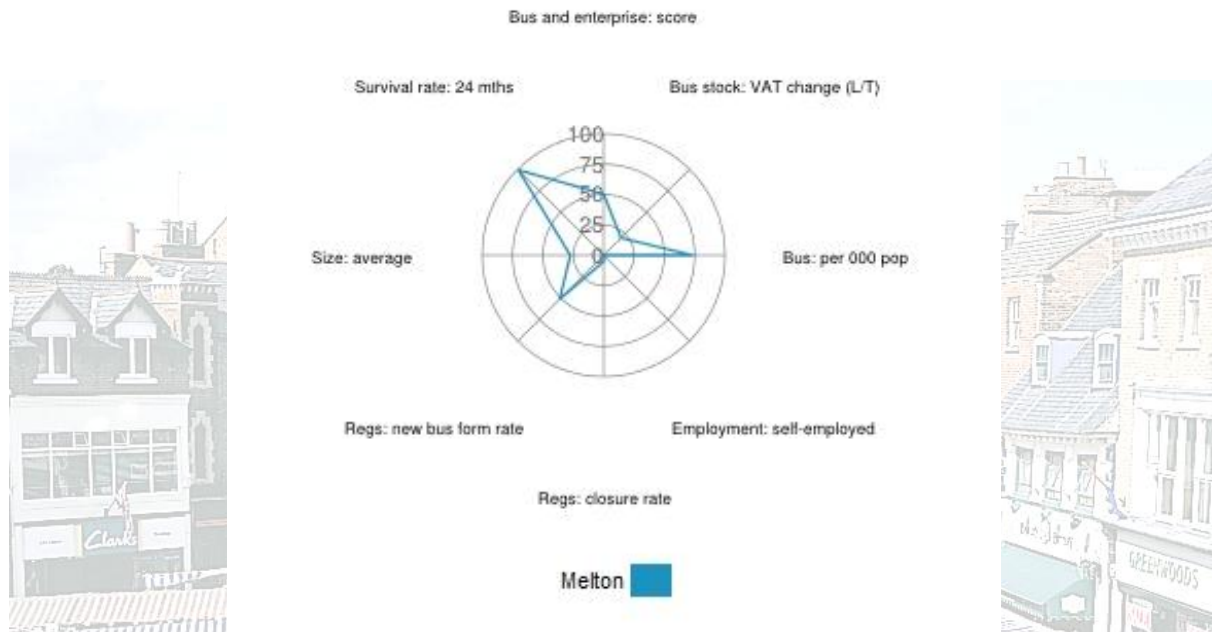 Bus and enterprise: score
Survival rate: 24 mths
Bus stock: VAT change (L/T)
100
75
50
25
0
Size: average
Bus: per 000 pop
Regs: new bus form rate
Employment: self-employed
Regs: closure rate
Melton
Clarks
GREENWOODS